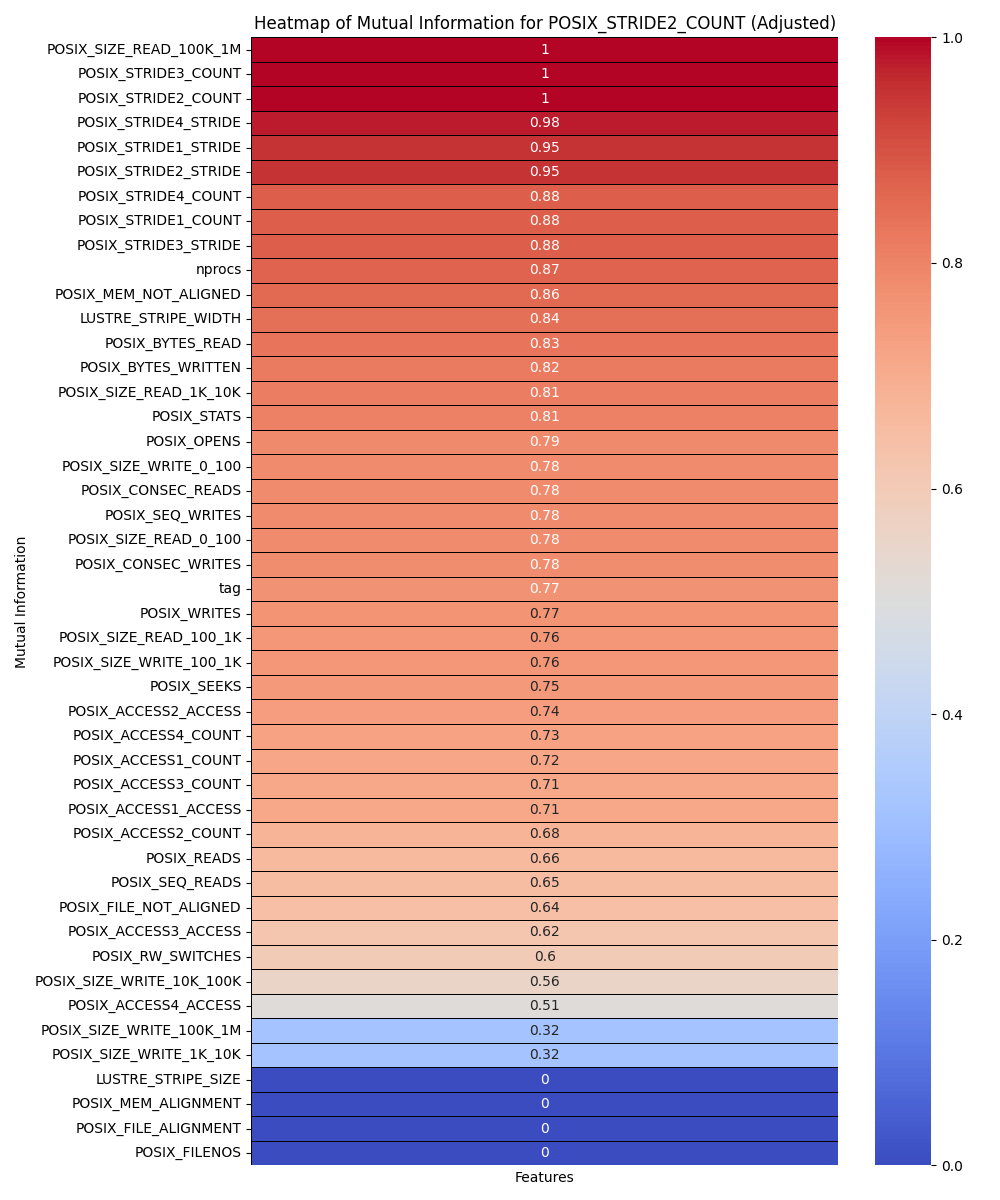 Heatmap of Mutual Information for POSIX_STRIDE2_COUNT (Adjusted)
POSIX_SIZE_READ_100K_1M 1
POSIX_STRIDE3_COUNT 1
POSIX_STRIDE2_COUNT 1
POSIX_STRIDE4_STRIDE 0.98
POSIX_STRIDE1_STRIDE 0.95
POSIX_STRIDE2_STRIDE 0.95
POSIX_STRIDE4_COUNT 0.88
POSIX_STRIDE1_COUNT 0.88
POSIX_STRIDE3_STRIDE 0.88
nprocs 0.87
POSIX_MEM_NOT_ALIGNED 0.86
LUSTRE_STRIPE_WIDTH 0.84
POSIX_BYTES_READ 0.83
POSIX_BYTES_WRITTEN 0.82
POSIX_SIZE_READ_1K_10K 0.81
POSIX_STATS 0.81
POSIX_OPENS 0.79
POSIX_SIZE_WRITE_0_100 0.78
POSIX_CONSEC_READS 0.78
POSIX_SEQ_WRITES 0.78
POSIX_SIZE_READ_0_100 0.78
POSIX_CONSEC_WRITES 0.78
tag 0.77
POSIX_WRITES 0.77
POSIX_SIZE_READ_100_1K 0.76
POSIX_SIZE_WRITE_100_1K 0.76
POSIX_SEEKS 0.75
POSIX_ACCESS2_ACCESS 0.74
POSIX_ACCESS4_COUNT 0.73
POSIX_ACCESS1_COUNT 0.72
POSIX_ACCESS3_COUNT 0.71
POSIX_ACCESS1_ACCESS 0.71
POSIX_ACCESS2_COUNT 0.68
POSIX_READS 0.66
POSIX_SEQ_READS 0.65
POSIX_FILE_NOT_ALIGNED 0.64
POSIX_ACCESS3_ACCESS 0.62
POSIX_RW_SWITCHES 0.6
POSIX_SIZE_WRITE_10K_100K 0.56
POSIX_ACCESS4_ACCESS 0.51
POSIX_SIZE_WRITE_100K_1M 0.32
POSIX_SIZE_WRITE_1K_10K 0.32
LUSTRE_STRIPE_SIZE 0
POSIX_MEM_ALIGNMENT 0
POSIX_FILE_ALIGNMENT 0
POSIX_FILENOS 0
Mutual Information
Features
1.0
0.8
0.6
0.4
0.2
0.0